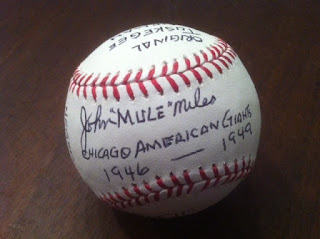 ORIGINAL
TUSKEGEE
John "MULE" Miles
CHICAGO AMERICAN GIANTS
1946 — 1949